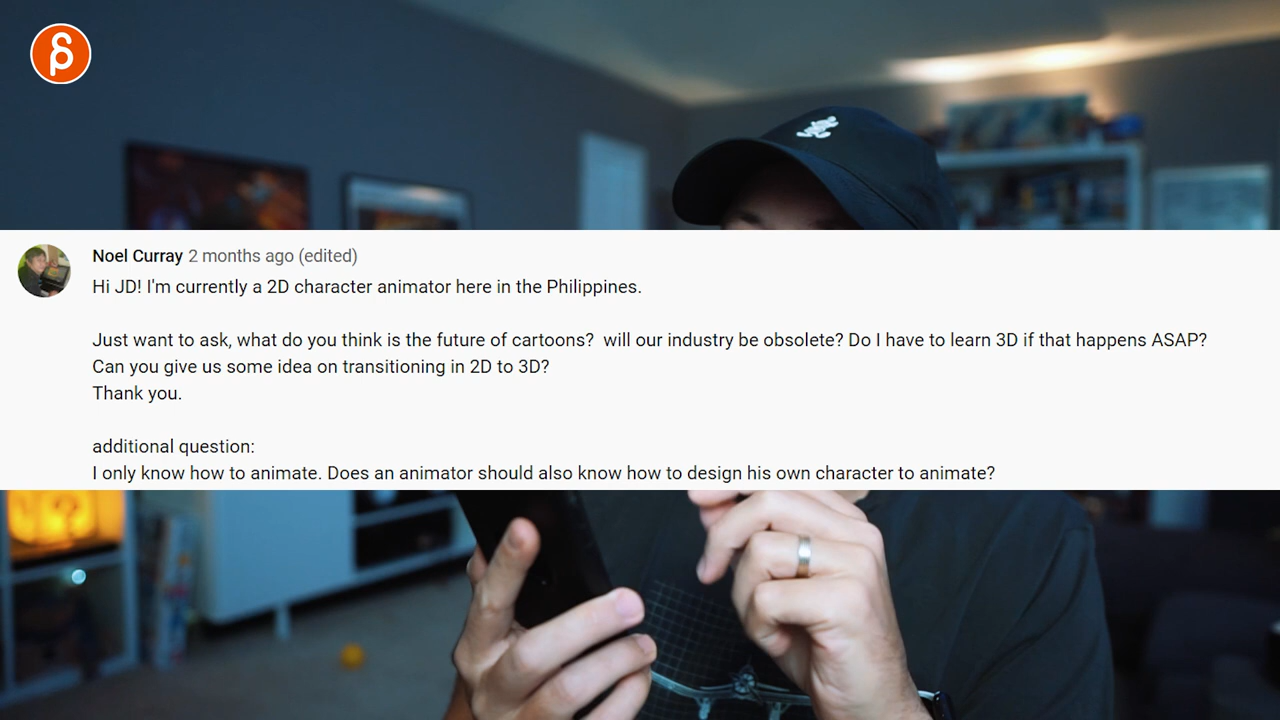 Noel Curray 2 months ago (edited)
Hi JD! I'm currently a 2D character animator here in the Philippines.
Just want to ask, what do you think is the future of cartoons?  will our industry be obsolete? Do I have to learn 3D if that happens ASAP?
Can you give us some idea on transitioning in 2D to 3D?
Thank you.
additional question:
I only know how to animate. Does an animator should also know how to design his own character to animate?